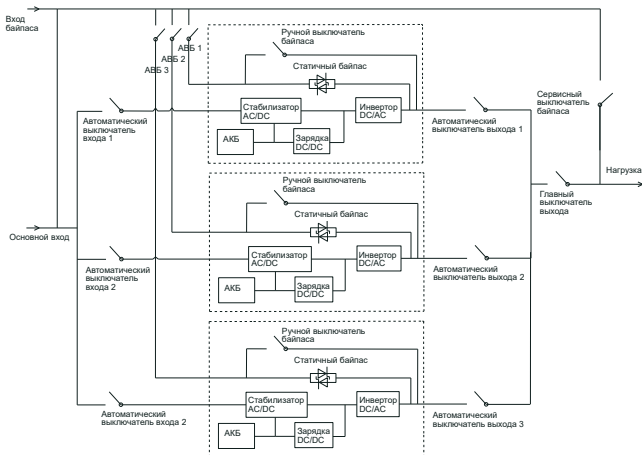 Вход
байпаса
АВБ 1
АВБ 2
АВБ 3
Ручной выключатель
байпаса
Статичный байпас
Стабилизатор
AC/DC
Инвертор
DC/AC
АКБ
Зарядка
DC/DC
Автоматический
выключатель
входа 1
Автоматический
выключатель выхода 1
Сервисный
выключатель
байпаса
Нагрузка
Главный
выключатель
выхода
Основной вход
Ручной выключатель
байпаса
Статичный байпас
Стабилизатор
AC/DC
Инвертор
DC/AC
АКБ
Зарядка
DC/DC
Автоматический
выключатель
входа 2
Автоматический
выключатель выхода 2
Ручной выключатель
байпаса
Статичный байпас
Стабилизатор
AC/DC
Инвертор
DC/AC
АКБ
Зарядка
DC/DC
Автоматический
выключатель входа 2
Автоматический
выключатель выхода 3